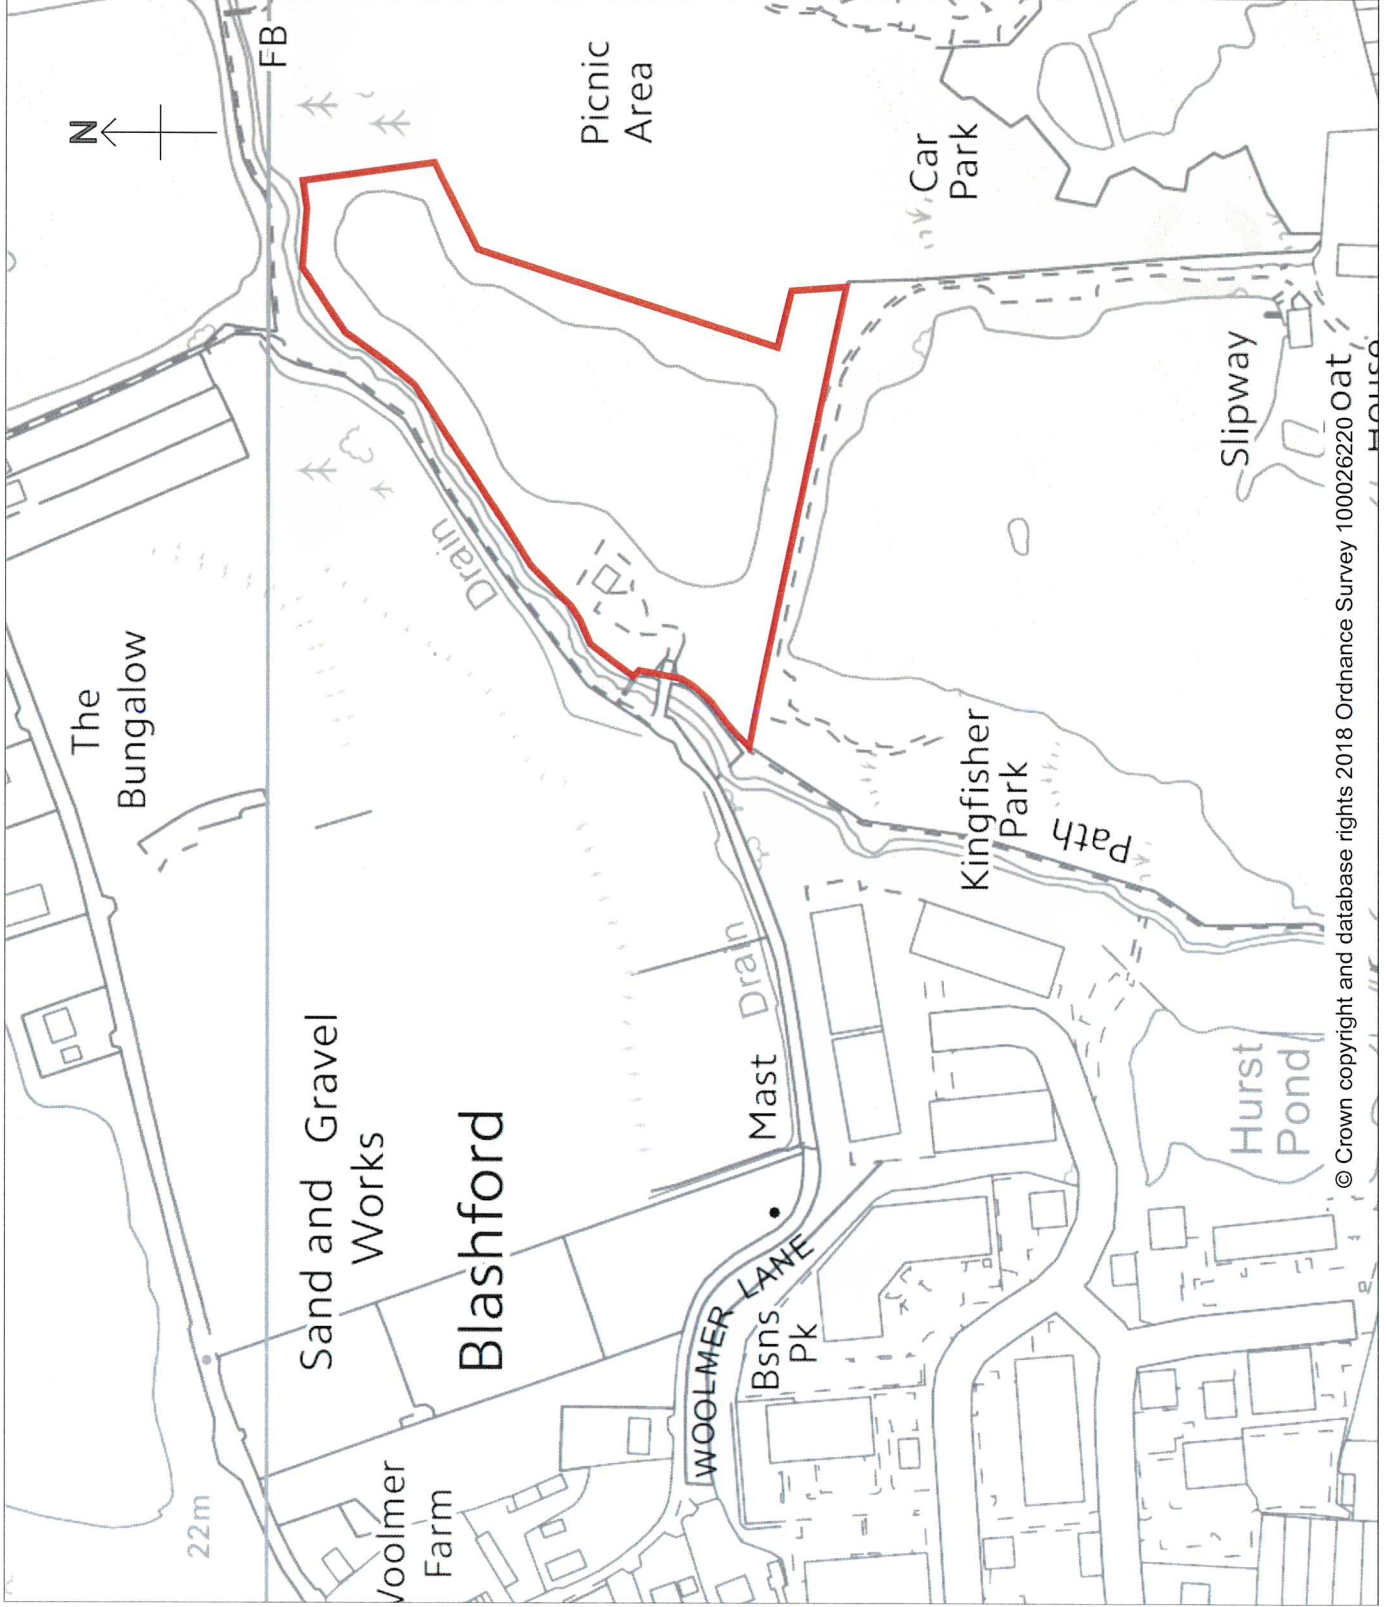 N
FB
Picnic
Area
Car
Park
The
Bungalow
Drain
Slipway
Oat
Kingfisher
Park
Path
Sand and Gravel
Works
Blashford
Drain
Mast
Hurst
Pond
WOOLMER LANE
Bsns
Pk
22m
Farm
© Crown copyright and database rights 2018 Ordnance Survey 100026220